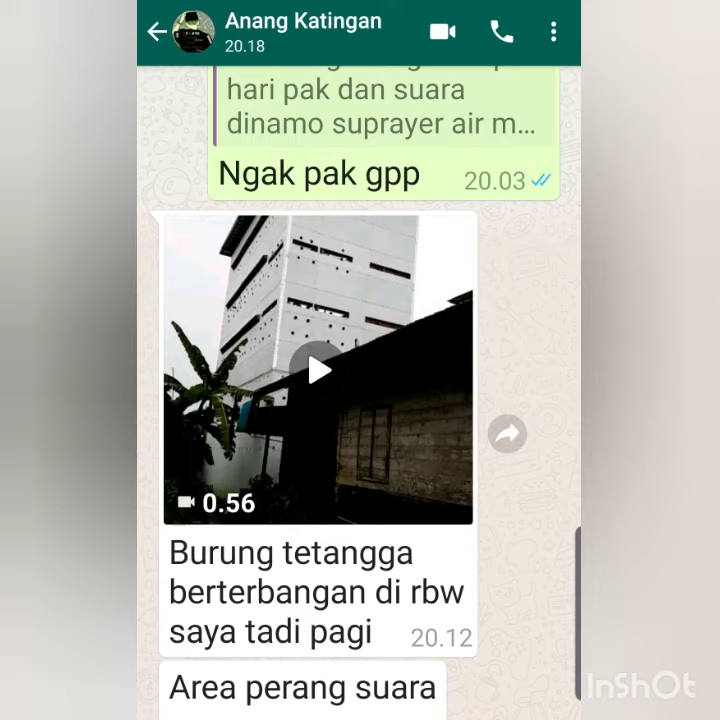 Anang Katingan
20.18
hari pak dan suara
dinamo suprayer air m...
Ngak pak gpp
20.03
0.56
Burung tetangga
berterbangan di rbw
saya tadi pagi
20.12
Area perang suara
InShOt